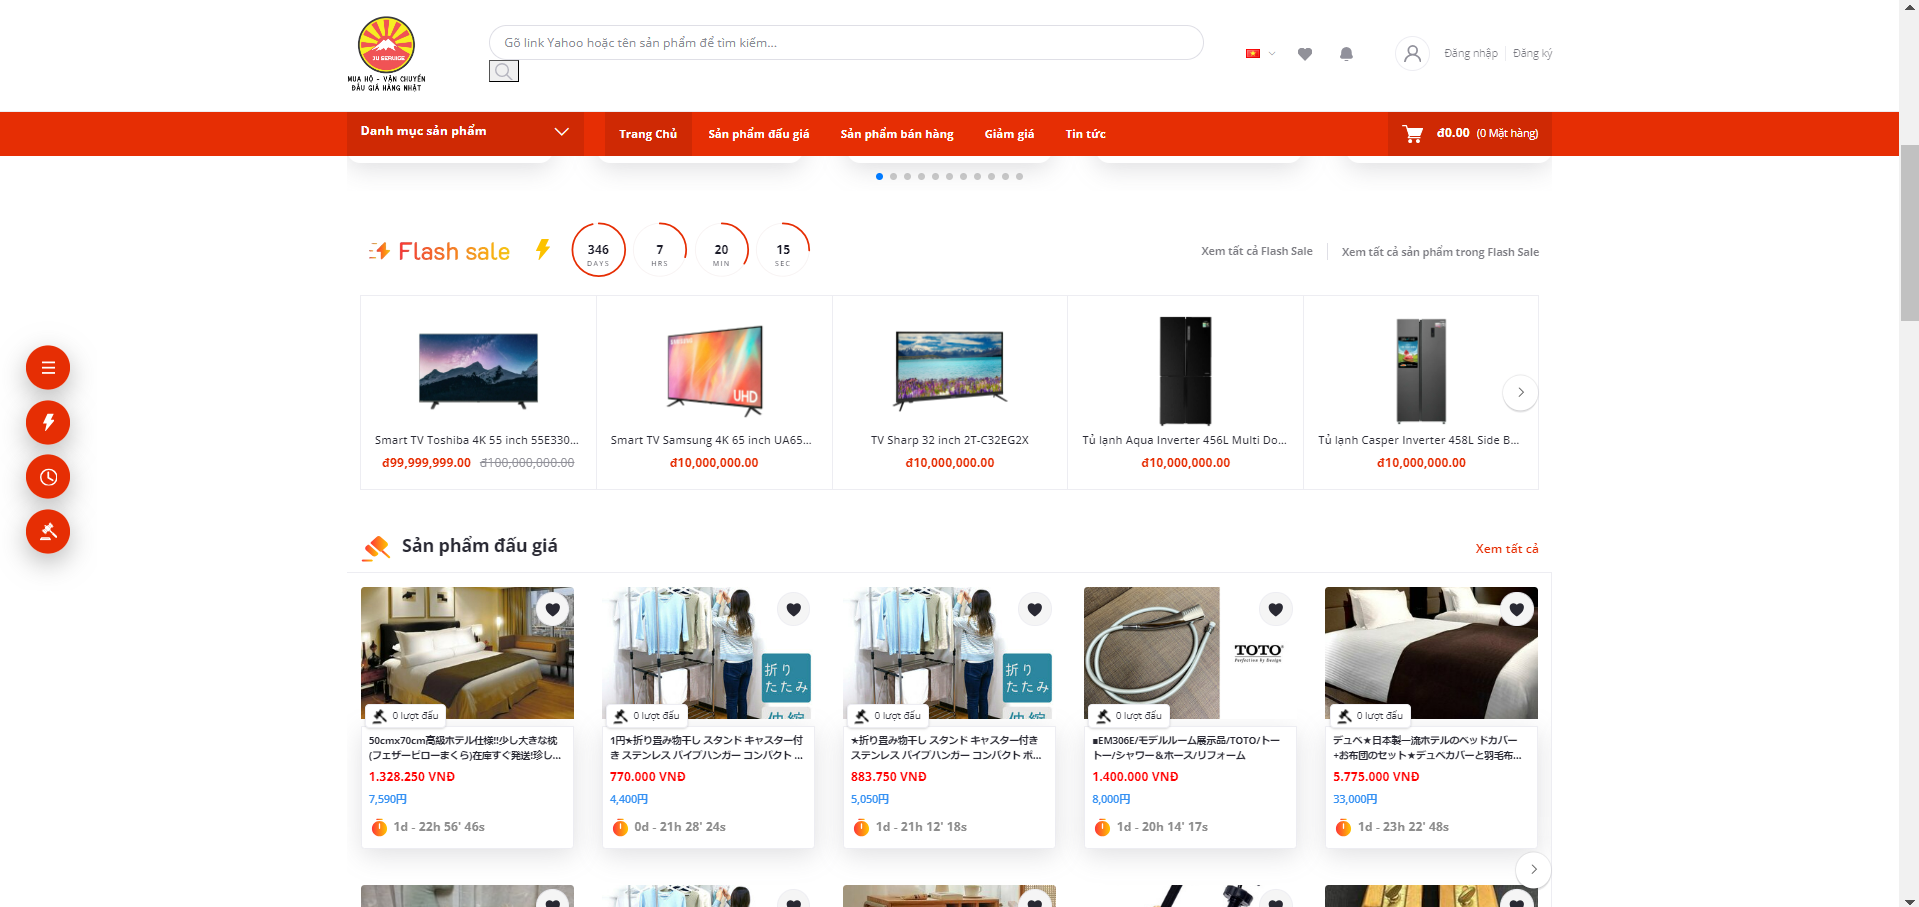 JU SERVICE
MUA HỘ - VẬN CHUYỂN
ĐẤU GIÁ HÀNG NHẬT
Gõ link Yahoo hoặc tên sản phẩm để tìm kiếm...
Đăng nhập
Đăng ký
Danh mục sản phẩm
Trang Chủ
Sản phẩm đấu giá
Sản phẩm bán hàng
Giảm giá
Tin tức
đ0.00 (0 Mặt hàng)
Flash sale
346
DAYS
7
HRS
20
MIN
15
SEC
Xem tất cả Flash Sale
Xem tất cả sản phẩm trong Flash Sale
SAMSUNG
UHD
Smart TV Toshiba 4K 55 inch 55E330...
đ99,999,999.00 đ100,000,000.00
Smart TV Samsung 4K 65 inch UA65...
đ10,000,000.00
TV Sharp 32 inch 2T-C32EG2X
đ10,000,000.00
Tủ lạnh Aqua Inverter 456L Multi Do...
đ10,000,000.00
Tủ lạnh Casper Inverter 458L Side B...
đ10,000,000.00
Sản phẩm đấu giá
Xem tất cả
0 lượt đấu
50cmx70cm高級ホテル仕様!!少し大きな枕
(フェザーピローまくら)在庫すぐ発送!珍し...
1.328.250 VNĐ
7,590円
1d - 22h 56' 46s
折り
たたみ
伸縮
0 lượt đấu
1円★折り畳み物干し スタンド キャスター付
き ステンレス パイプハンガー コンパクト ...
770.000 VNĐ
4,400円
0d - 21h 28' 24s
折り
たたみ
伸縮
0 lượt đấu
★折り畳み物干し スタンド キャスター付き
ステンレス パイプハンガー コンパクト ポ...
883.750 VNĐ
5,050円
1d - 21h 12' 18s
TOTO
Perfection by Design
0 lượt đấu
■EM306E/モデルルーム展示品/TOTO/トー
トー/シャワー＆ホース/リフォーム
1.400.000 VNĐ
8,000円
1d - 20h 14' 17s
0 lượt đấu
デュベ★日本製一流ホテルのベッドカバー
+お布団のセット★デュベカバーと羽毛布...
5.775.000 VNĐ
33,000円
1d - 23h 22' 48s